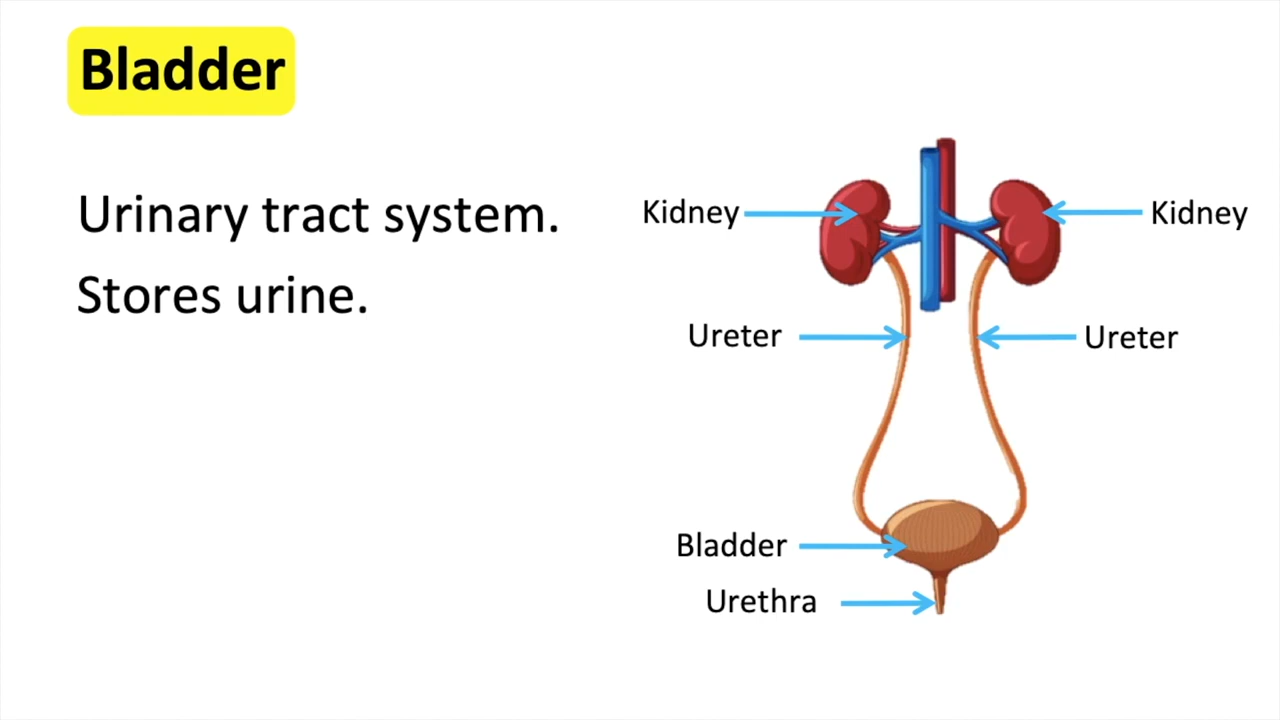 Bladder
Urinary tract system.
Stores urine.
Kidney
Kidney
Ureter
Ureter
Bladder
Urethra